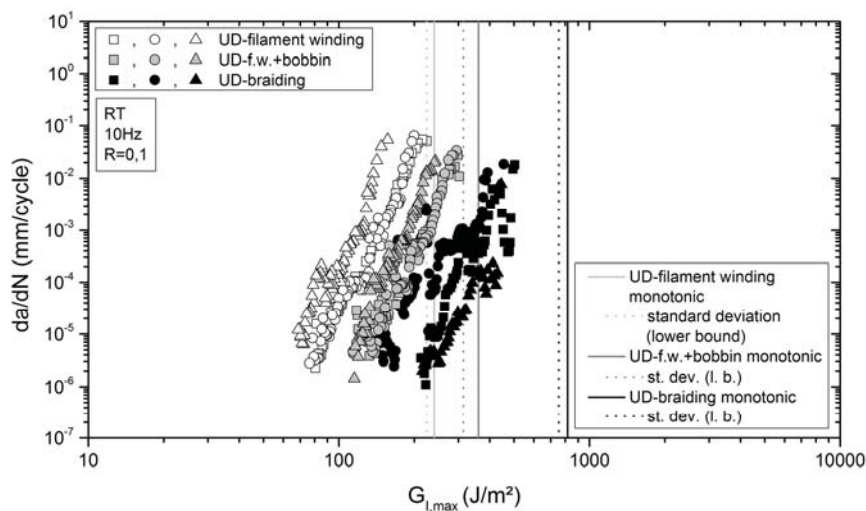 10¹
10⁰
10⁻¹
10⁻²
10⁻³
10⁻⁴
10⁻⁵
10⁻⁶
10⁻⁷
da/dN (mm/cycle)
, , UD-filament winding
, , UD-f.w.+bobbin
, , UD-braiding
RT
10Hz
R=0,1
UD-filament winding
monotonic
standard deviation
(lower bound)
UD-f.w.+bobbin monotonic
st. dev. (l. b.)
UD-braiding monotonic
st. dev. (l. b.)
10 100 1000 10000
G_I,max (J/m²)